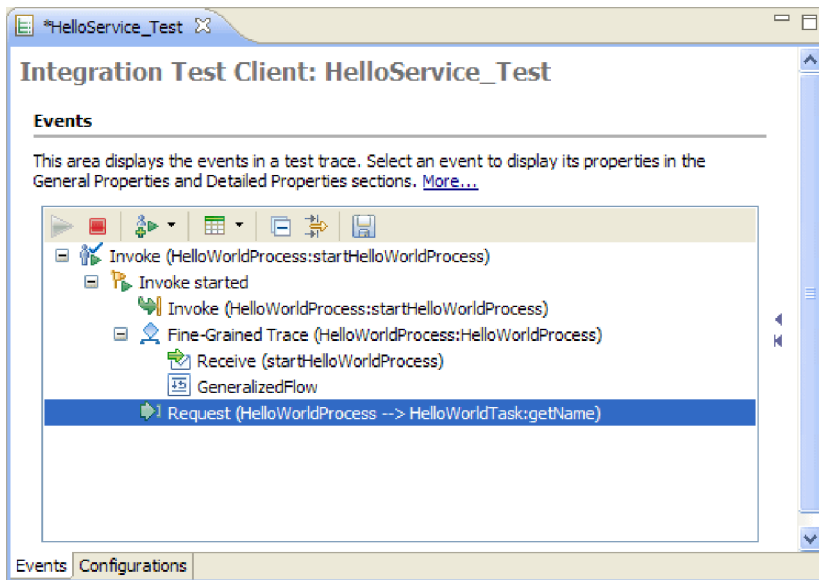 *HelloService_Test
Integration Test Client: HelloService_Test
Events
This area displays the events in a test trace. Select an event to display its properties in the
General Properties and Detailed Properties sections. More...
Invoke (HelloWorldProcess:startHelloWorldProcess)
Invoke started
Invoke (HelloWorldProcess:startHelloWorldProcess)
Fine-Grained Trace (HelloWorldProcess:HelloWorldProcess)
Receive (startHelloWorldProcess)
GeneralizedFlow
Request (HelloWorldProcess --> HelloWorldTask:getName)
Events Configurations